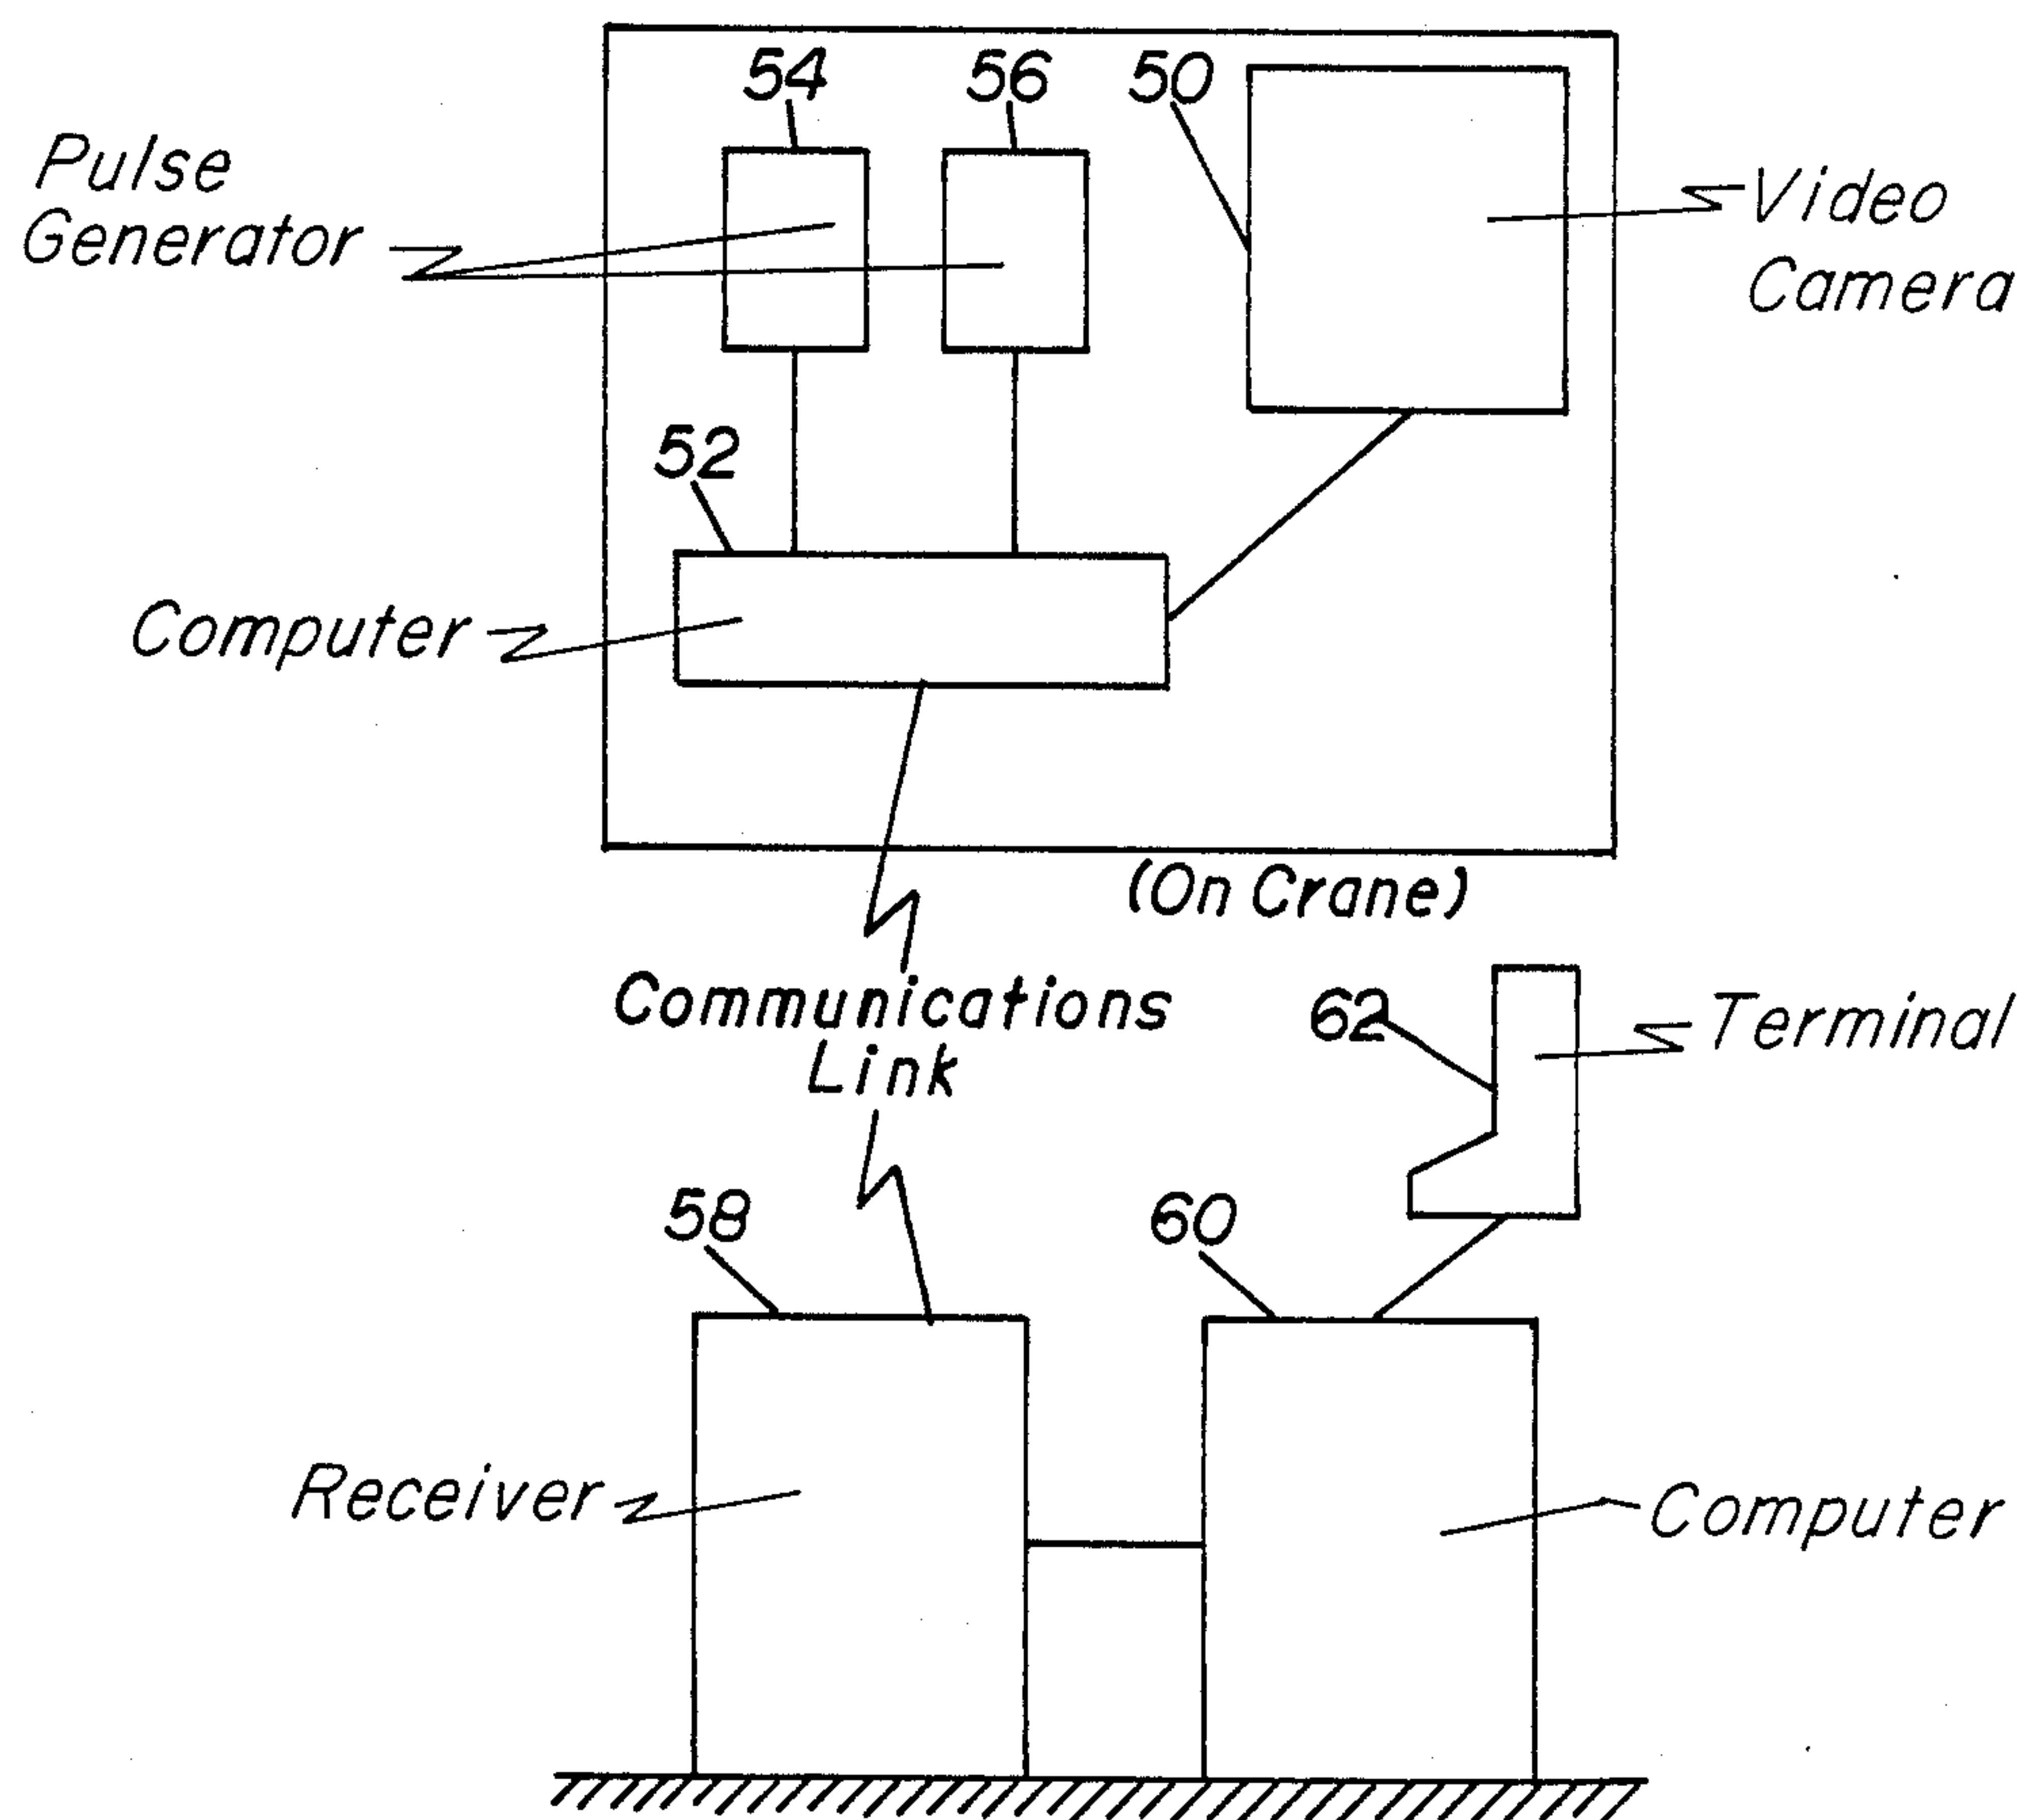 54
56
50
Pulse
Generator
Video
Camera
52
Computer
(On Crane)
Communications
Link
62
Terminal
58
60
Receiver
Computer